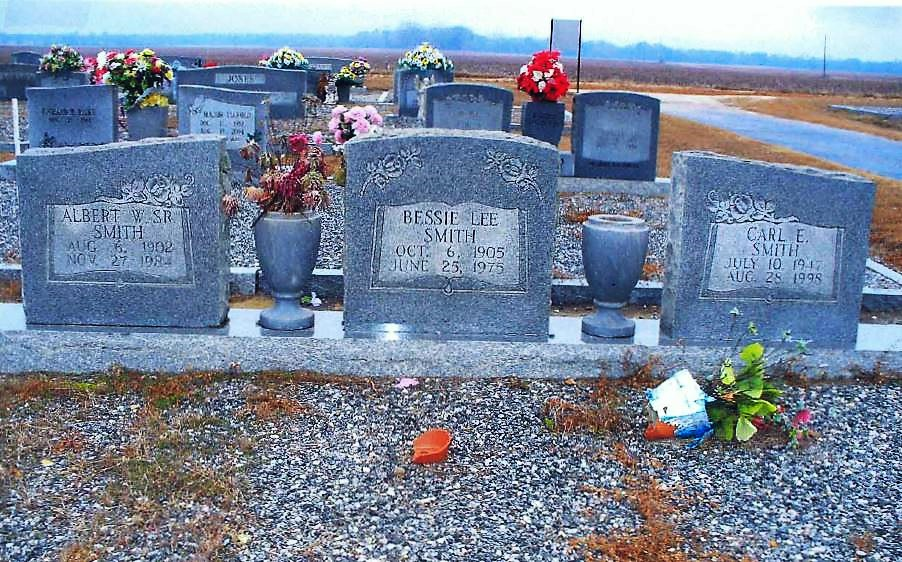 JONES
ALBERT W. SR.
SMITH
AUG. 6, 1902
NOV. 27, 1984
BESSIE LEE
SMITH
OCT. 6, 1905
JUNE 25, 1975
CARL E.
SMITH
JULY 10, 1947
AUG. 28, 1998